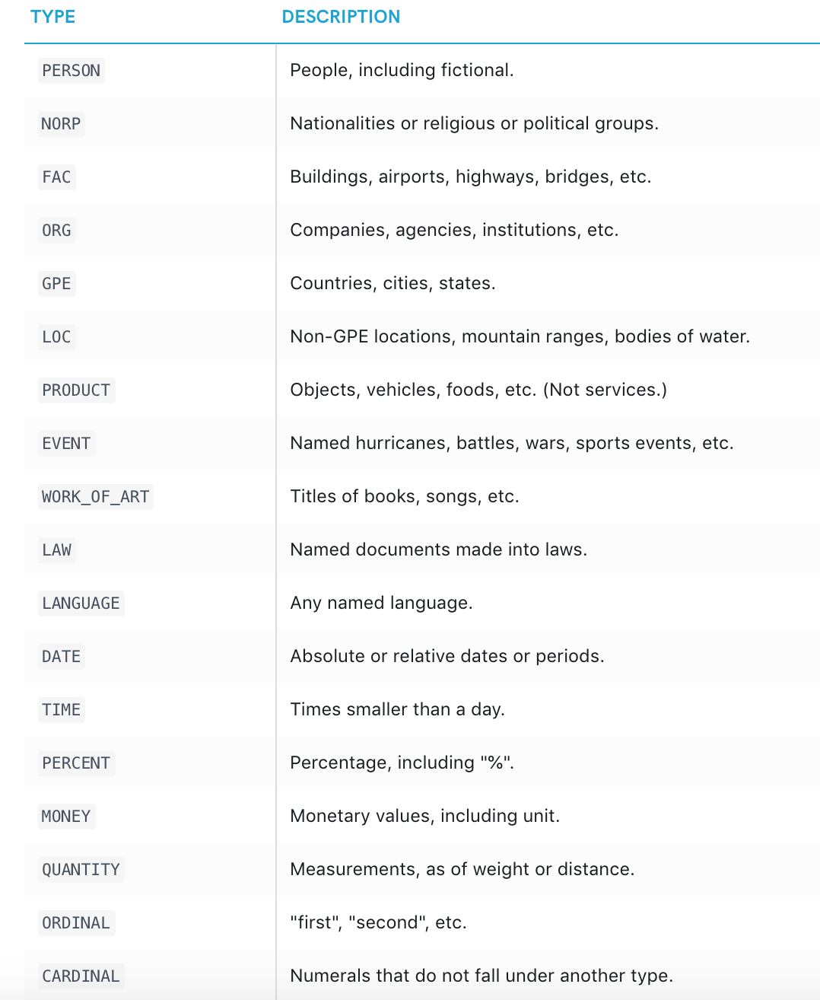 TYPE DESCRIPTION
PERSON People, including fictional.
NORP Nationalities or religious or political groups.
FAC Buildings, airports, highways, bridges, etc.
ORG Companies, agencies, institutions, etc.
GPE Countries, cities, states.
LOC Non-GPE locations, mountain ranges, bodies of water.
PRODUCT Objects, vehicles, foods, etc. (Not services.)
EVENT Named hurricanes, battles, wars, sports events, etc.
WORK_OF_ART Titles of books, songs, etc.
LAW Named documents made into laws.
LANGUAGE Any named language.
DATE Absolute or relative dates or periods.
TIME Times smaller than a day.
PERCENT Percentage, including "%".
MONEY Monetary values, including unit.
QUANTITY Measurements, as of weight or distance.
ORDINAL "first", "second", etc.
CARDINAL Numerals that do not fall under another type.